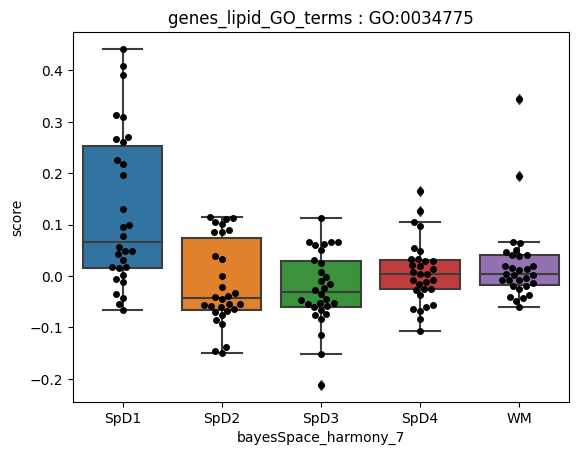 genes_lipid_GO_terms : GO:0034775
score
0.4
0.3
0.2
0.1
0.0
−0.1
−0.2
SpD1 SpD2 SpD3 SpD4 WM
bayesSpace_harmony_7